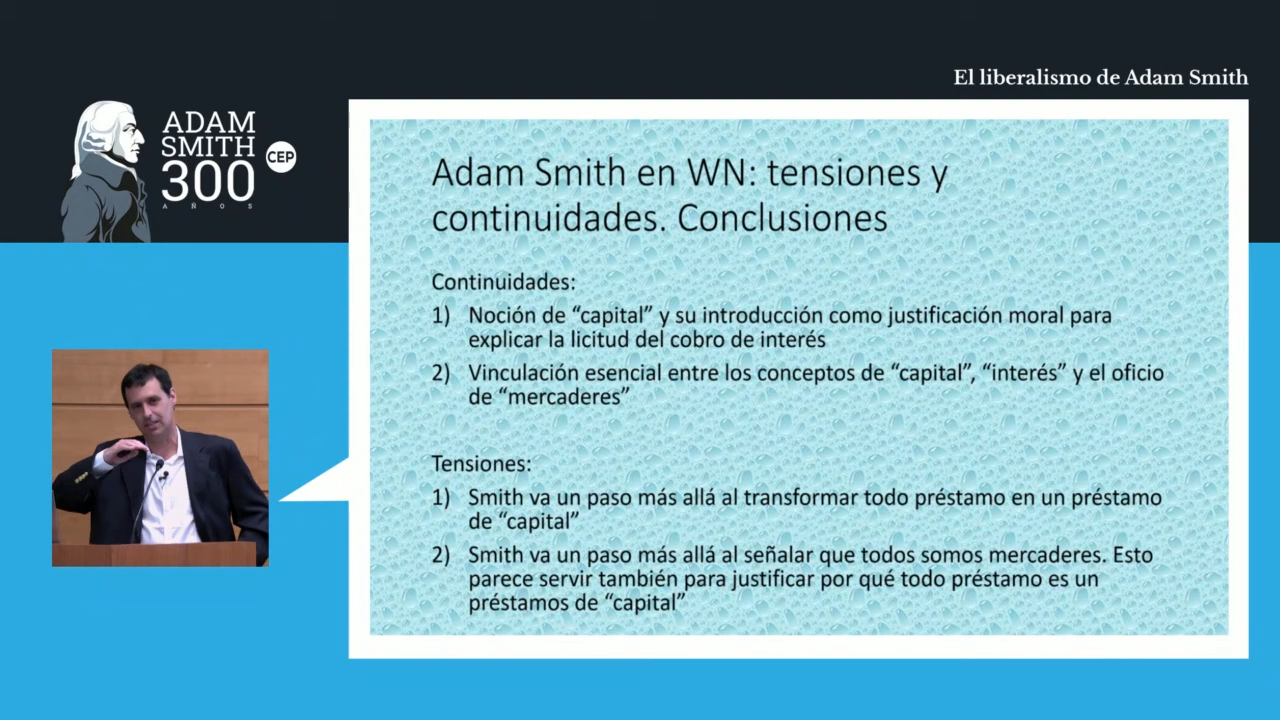 El liberalismo de Adam Smith
ADAM
SMITH
300
AÑOS
CEP
Adam Smith en WN: tensiones y
continuidades. Conclusiones
Continuidades:
1) Noción de “capital” y su introducción como justificación moral para
explicar la licitud del cobro de interés
2) Vinculación esencial entre los conceptos de “capital”, “interés” y el oficio
de “mercaderes”
Tensiones:
1) Smith va un paso más allá al transformar todo préstamo en un préstamo
de “capital”
2) Smith va un paso más allá al señalar que todos somos mercaderes. Esto
parece servir también para justificar por qué todo préstamo es un
préstamos de “capital”